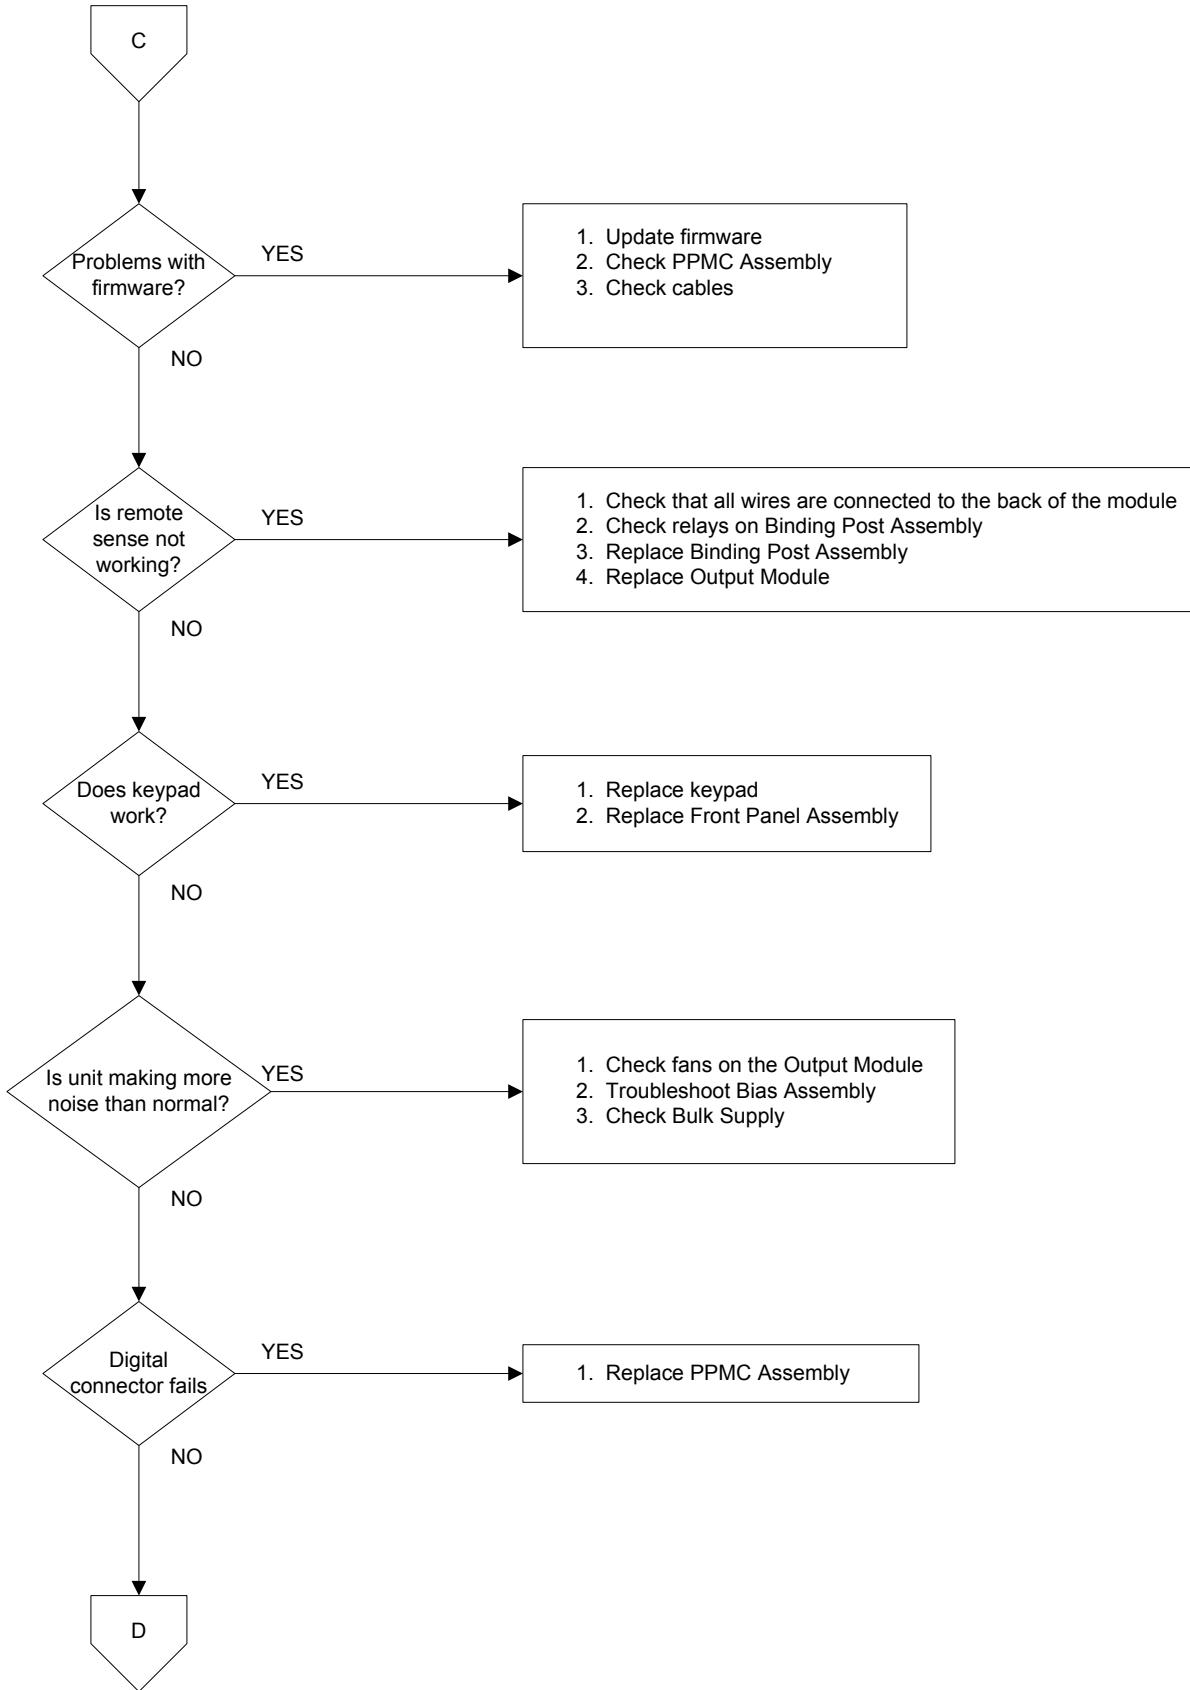 C
Problems with
firmware?
YES
1. Update firmware
2. Check PPMC Assembly
3. Check cables
NO
Is remote
sense not
working?
YES
1. Check that all wires are connected to the back of the module
2. Check relays on Binding Post Assembly
3. Replace Binding Post Assembly
4. Replace Output Module
NO
Does keypad
work?
YES
1. Replace keypad
2. Replace Front Panel Assembly
NO
Is unit making more
noise than normal?
YES
1. Check fans on the Output Module
2. Troubleshoot Bias Assembly
3. Check Bulk Supply
NO
Digital
connector fails
YES
1. Replace PPMC Assembly
NO
D